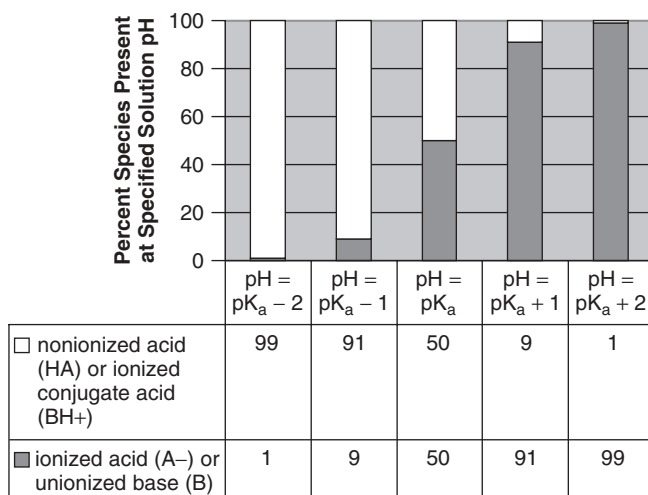 Percent Species Present
at Specified Solution pH
100
80
60
40
20
0
pH =
pKa − 2
pH =
pKa − 1
pH =
pKa
pH =
pKa + 1
pH =
pKa + 2
nonionized acid
(HA) or ionized
conjugate acid
(BH+)
99 91 50 9 1
ionized acid (A−) or
unionized base (B)
1 9 50 91 99